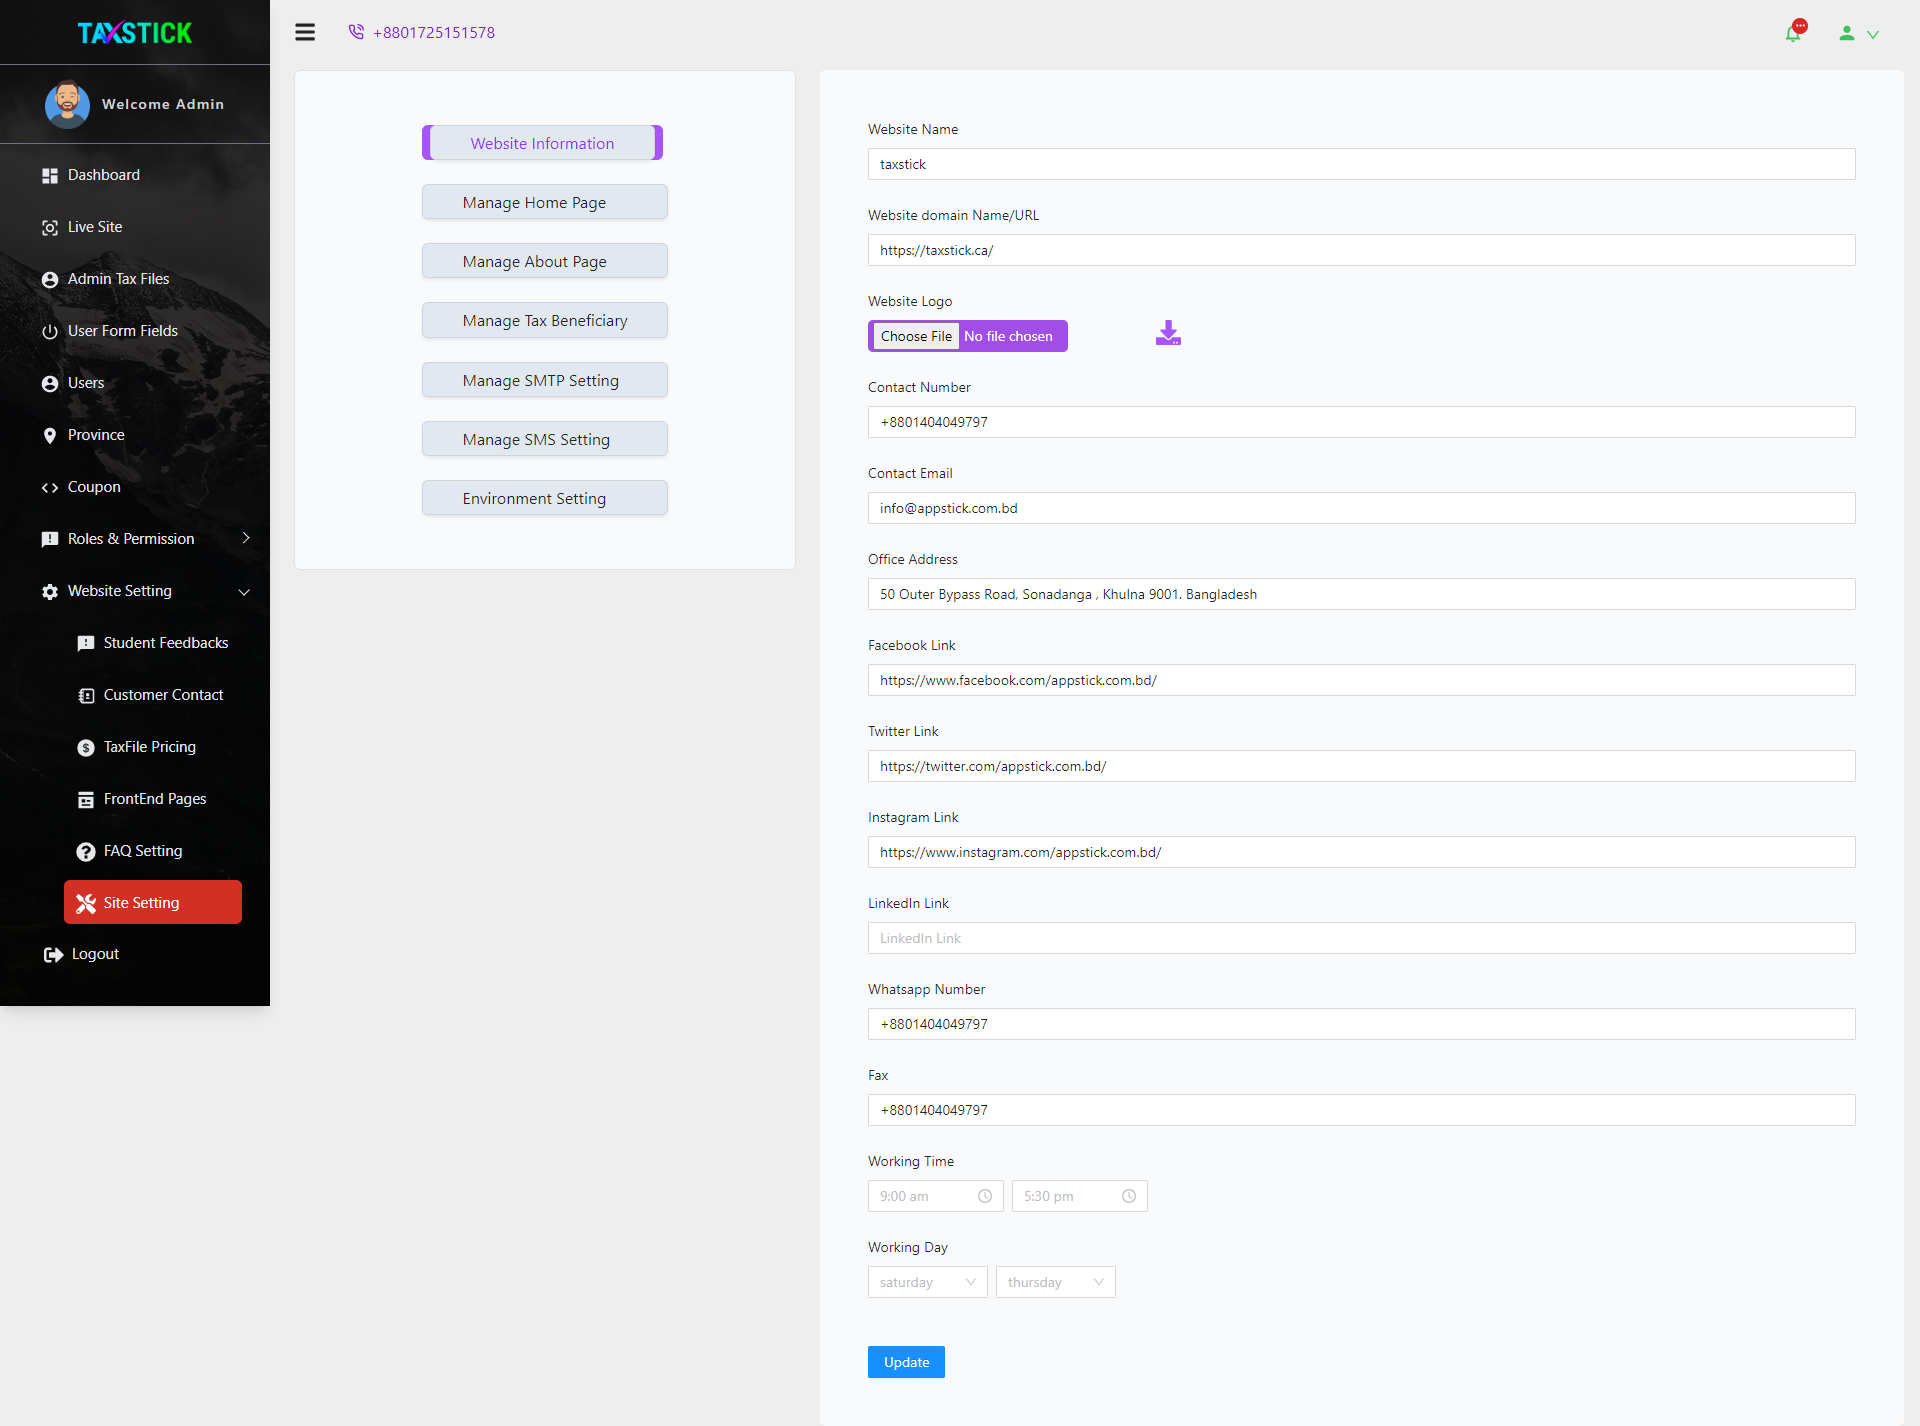 TAXSTICK
Welcome Admin
Dashboard
Live Site
Admin Tax Files
User Form Fields
Users
Province
Coupon
Roles & Permission
Website Setting
Student Feedbacks
Customer Contact
TaxFile Pricing
FrontEnd Pages
FAQ Setting
Site Setting
Logout
+8801725151578
Website Information
Manage Home Page
Manage About Page
Manage Tax Beneficiary
Manage SMTP Setting
Manage SMS Setting
Environment Setting
Website Name
taxstick
Website domain Name/URL
https://taxstick.ca/
Website Logo
Choose File No file chosen
Contact Number
+8801404049797
Contact Email
info@appstick.com.bd
Office Address
50 Outer Bypass Road, Sonadanga , Khulna 9001. Bangladesh
Facebook Link
https://www.facebook.com/appstick.com.bd/
Twitter Link
https://twitter.com/appstick.com.bd/
Instagram Link
https://www.instagram.com/appstick.com.bd/
LinkedIn Link
LinkedIn Link
Whatsapp Number
+8801404049797
Fax
+8801404049797
Working Time
9:00 am 5:30 pm
Working Day
saturday thursday
Update